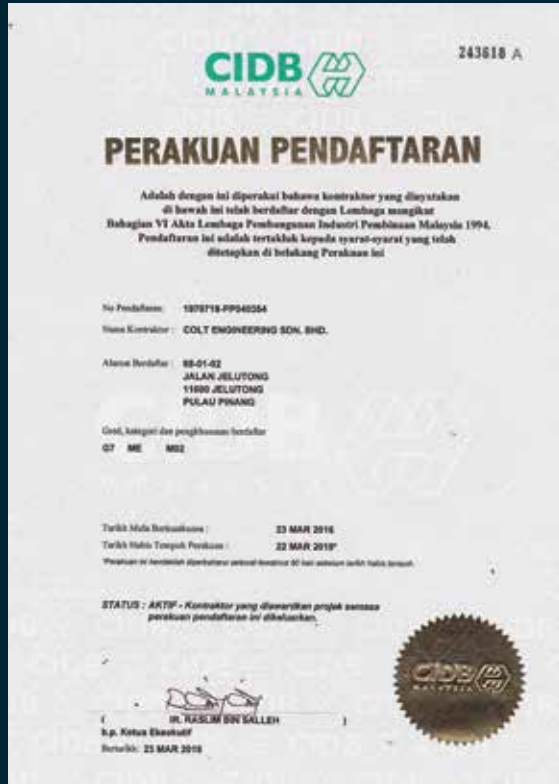 243618 A
CIDB
MALAYSIA
PERAKUAN PENDAFTARAN
Adalah dengan ini diperakui bahawa kontraktor yang dinyatakan
di bawah ini telah berdaftar dengan Lembaga mengikut
Bahagian VI Akta Lembaga Pembangunan Industri Pembinaan Malaysia 1994.
Pendaftaran ini adalah tertakluk kepada syarat-syarat yang telah
ditetapkan di belakang Perakuan ini
No Pendaftaran:
Nama Kontraktor : COLT ENGINEERING SDN. BHD.
Alamat Berdaftar : 88-01-02
JALAN JELUTONG
11600 JELUTONG
PULAU PINANG
Gred, kategori dan pengkhususan berdaftar
G7 ME M02
Tarikh Mula Berkuatkuasa : 23 MAR 2016
Tarikh Habis Tempoh Perakuan : 22 MAR
STATUS : AKTIF - Kontraktor yang diawardkan projek semasa
perakuan pendaftaran ini dikeluarkan.
( IR. RASLIM BIN SALLEH )
b.p. Ketua Eksekutif
Bertarikh: 23 MAR 2016
CIDB
MALAYSIA